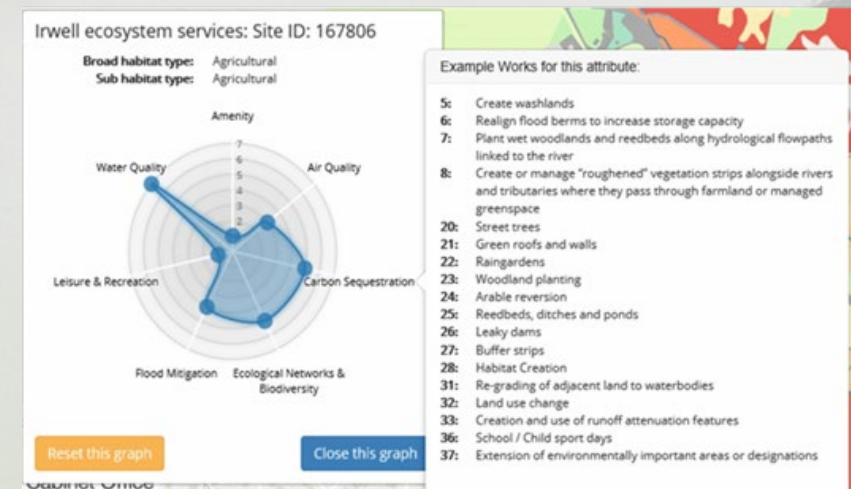 Irwell ecosystem services: Site ID: 167806
Broad habitat type: Agricultural
Sub habitat type: Agricultural
Amenity
7
6
5
4
3
2
Water Quality
Air Quality
Leisure & Recreation
Carbon Sequestration
Flood Mitigation
Ecological Networks &
Biodiversity
Reset this graph
Close this graph
Cabinet Office
Example Works for this attribute:
5: Create washlands
6: Realign flood berms to increase storage capacity
7: Plant wet woodlands and reedbeds along hydrological flowpaths
linked to the river
8: Create or manage "roughened" vegetation strips alongside rivers
and tributaries where they pass through farmland or managed
greenspace
20: Street trees
21: Green roofs and walls
22: Raingardens
23: Woodland planting
24: Arable reversion
25: Reedbeds, ditches and ponds
26: Leaky dams
27: Buffer strips
28: Habitat Creation
31: Re-grading of adjacent land to waterbodies
32: Land use change
33: Creation and use of runoff attenuation features
36: School / Child sport days
37: Extension of environmentally important areas or designations